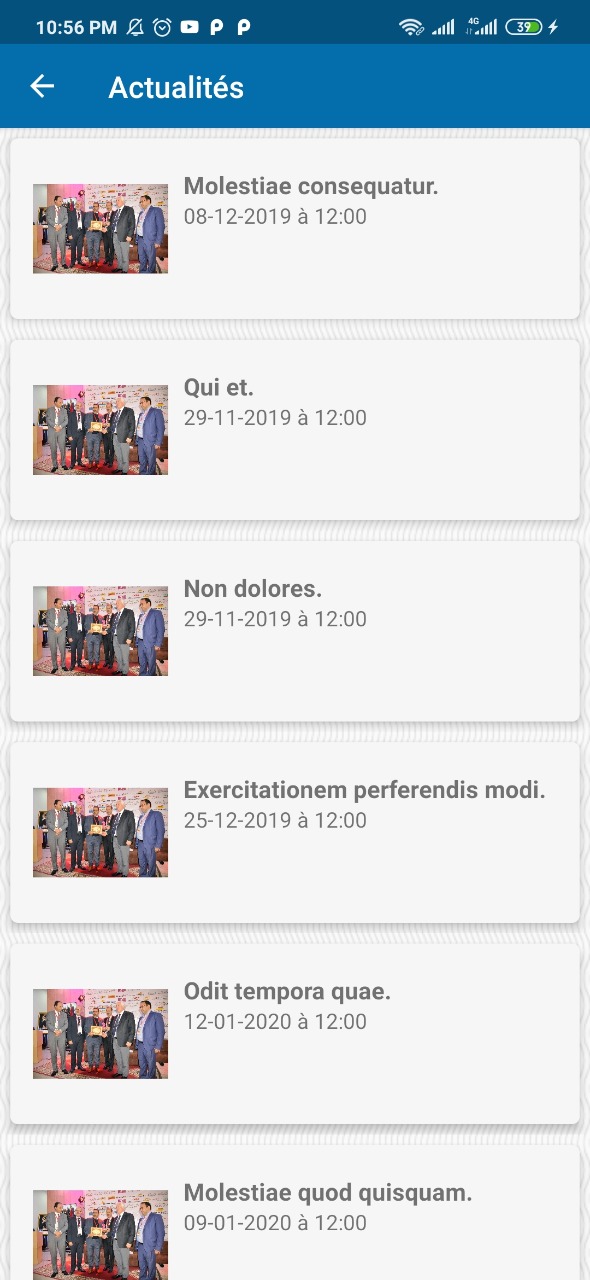 10:56 PM
4G
39
Actualités
Molestiae consequatur.
08-12-2019 à 12:00
Qui et.
29-11-2019 à 12:00
Non dolores.
29-11-2019 à 12:00
Exercitationem perferendis modi.
25-12-2019 à 12:00
Odit tempora quae.
12-01-2020 à 12:00
Molestiae quod quisquam.
09-01-2020 à 12:00